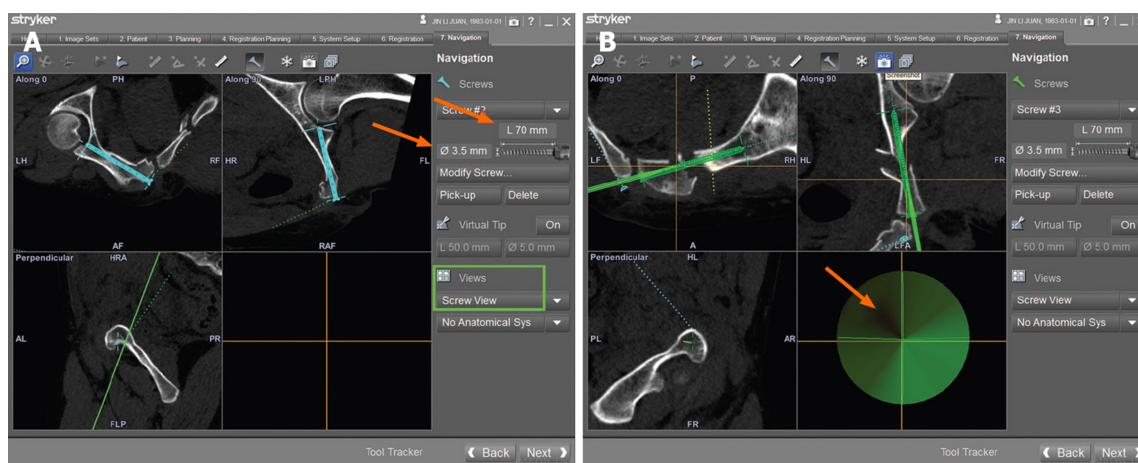 stryker
JIN LI JUAN, 1983-01-01 ?
A
1. Image Sets 2. Patient 3. Planning 4. Registration Planning 5. System Setup 6. Registration 7. Navigation
Along 0 PH
LH RF
AF
Along 90 LRH
HR FL
RAF
Perpendicular HRA
AL PR
FLP
Navigation
Screws
Screw #2
L 70 mm
Ø 3.5 mm
Modify Screw...
Pick-up Delete
Virtual Tip On
L 50.0 mm Ø 5.0 mm
Views
Screw View
No Anatomical Sys
Tool Tracker Back Next
stryker
JIN LI JUAN, 1983-01-01 ?
B
1. Image Sets 2. Patient 3. Planning 4. Registration Planning 5. System Setup 6. Registration 7. Navigation
Screenshot
Along 0 P
LF RH
A
Along 90
HL FR
LFA
Perpendicular HL
PL AR
FR
Navigation
Screws
Screw #3
L 70 mm
Ø 3.5 mm
Modify Screw...
Pick-up Delete
Virtual Tip On
L 50.0 mm Ø 5.0 mm
Views
Screw View
No Anatomical Sys
Tool Tracker Back Next